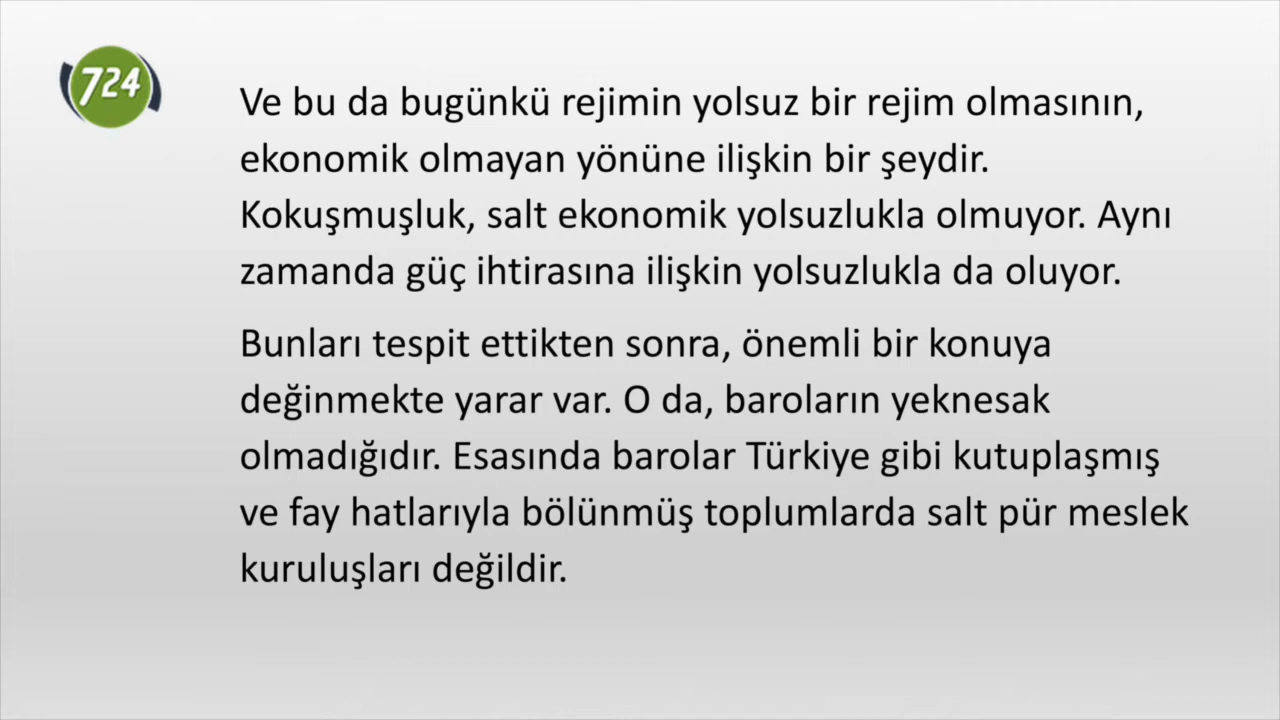 724
Ve bu da bugünkü rejimin yolsuz bir rejim olmasının,
ekonomik olmayan yönüne ilişkin bir şeydir.
Kokuşmuşluk, salt ekonomik yolsuzlukla olmuyor. Aynı
zamanda güç ihtirasına ilişkin yolsuzlukla da oluyor.
Bunları tespit ettikten sonra, önemli bir konuya
değinmekte yarar var. O da, baroların yeknesak
olmadığıdır. Esasında barolar Türkiye gibi kutuplaşmış
ve fay hatlarıyla bölünmüş toplumlarda salt pür meslek
kuruluşları değildir.